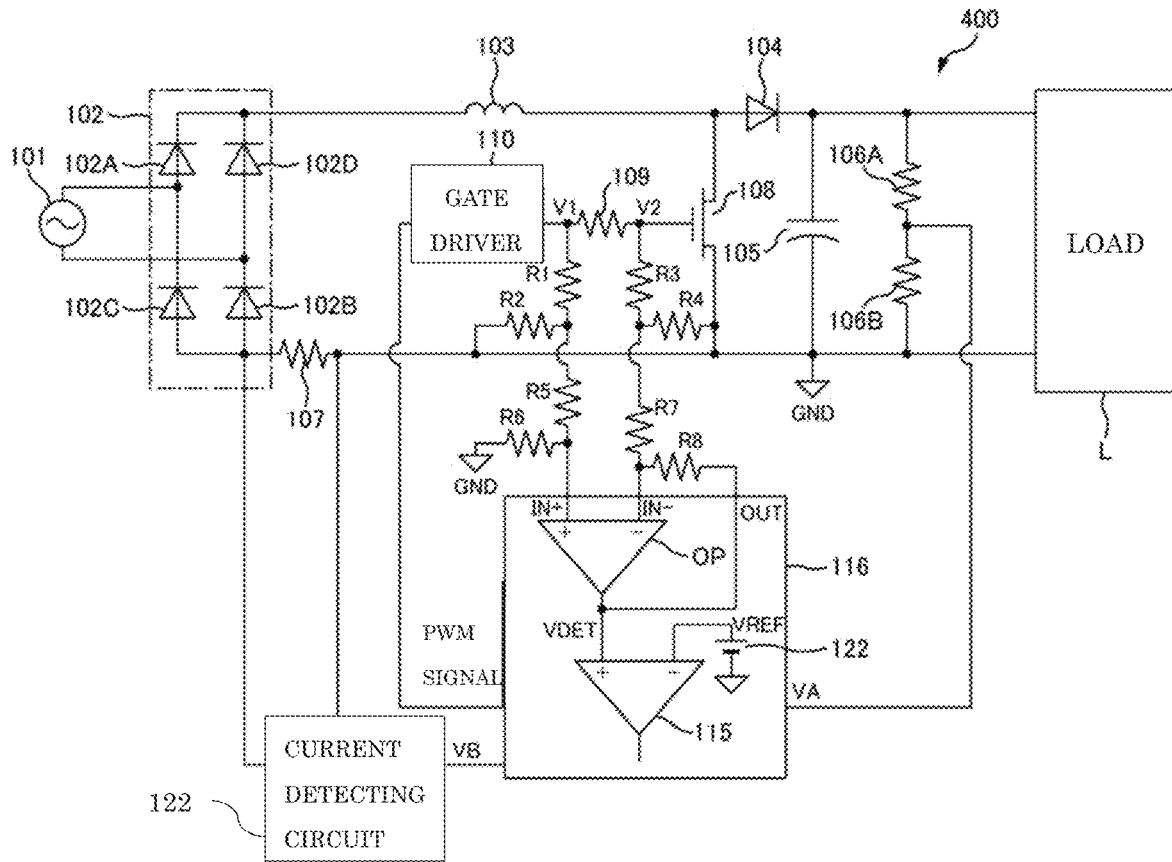 400
103
104
102
110
101
102A
102D
106A
109
108
GATE
DRIVER
V1
V2
105
LOAD
R1
R3
102C
102B
R2
R4
106B
107
R5
R7
GND
R6
R8
L
GND
IN+
IN-
OUT
+
-
OP
116
VDET
VREF
PWM
122
SIGNAL
+
-
VA
115
CURRENT
VB
DETECTING
122
CIRCUIT